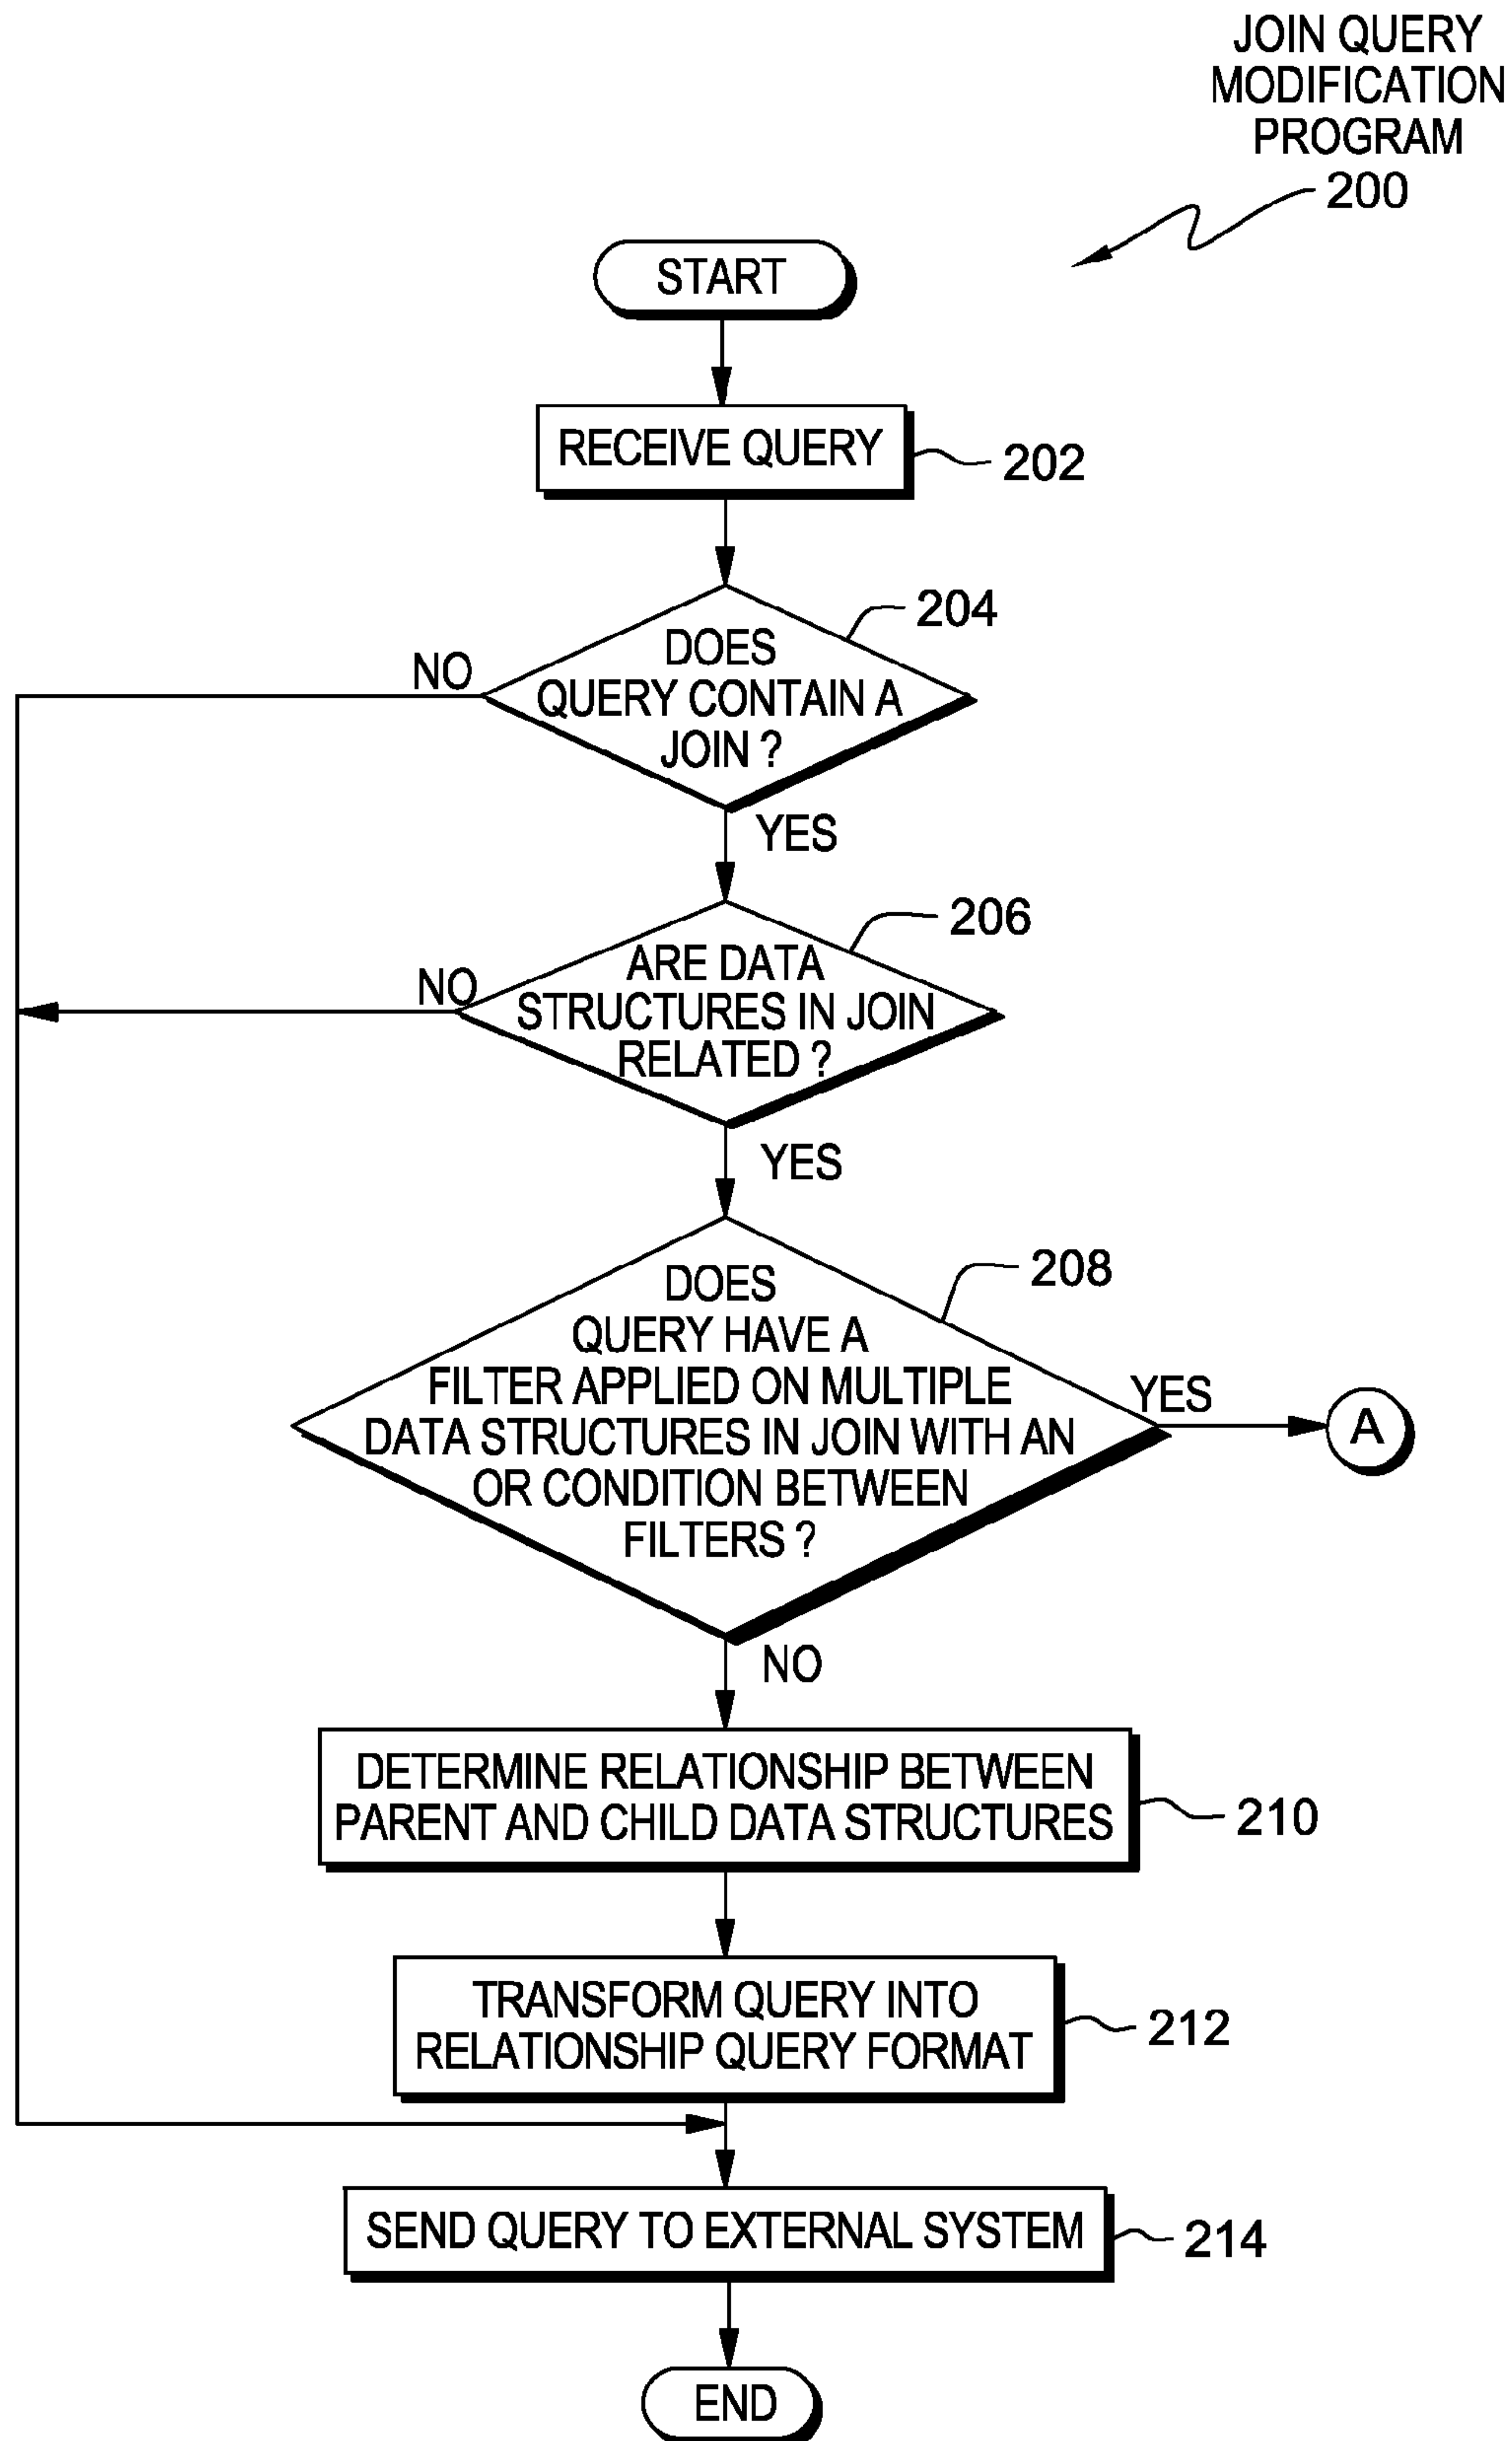 JOIN QUERY
MODIFICATION
PROGRAM
200
START
RECEIVE QUERY
202
204
DOES
QUERY CONTAIN A
JOIN ?
NO
YES
206
ARE DATA
STRUCTURES IN JOIN
RELATED ?
NO
YES
208
DOES
QUERY HAVE A
FILTER APPLIED ON MULTIPLE
DATA STRUCTURES IN JOIN WITH AN
OR CONDITION BETWEEN
FILTERS ?
YES
A
NO
DETERMINE RELATIONSHIP BETWEEN
PARENT AND CHILD DATA STRUCTURES
210
TRANSFORM QUERY INTO
RELATIONSHIP QUERY FORMAT
212
SEND QUERY TO EXTERNAL SYSTEM
214
END